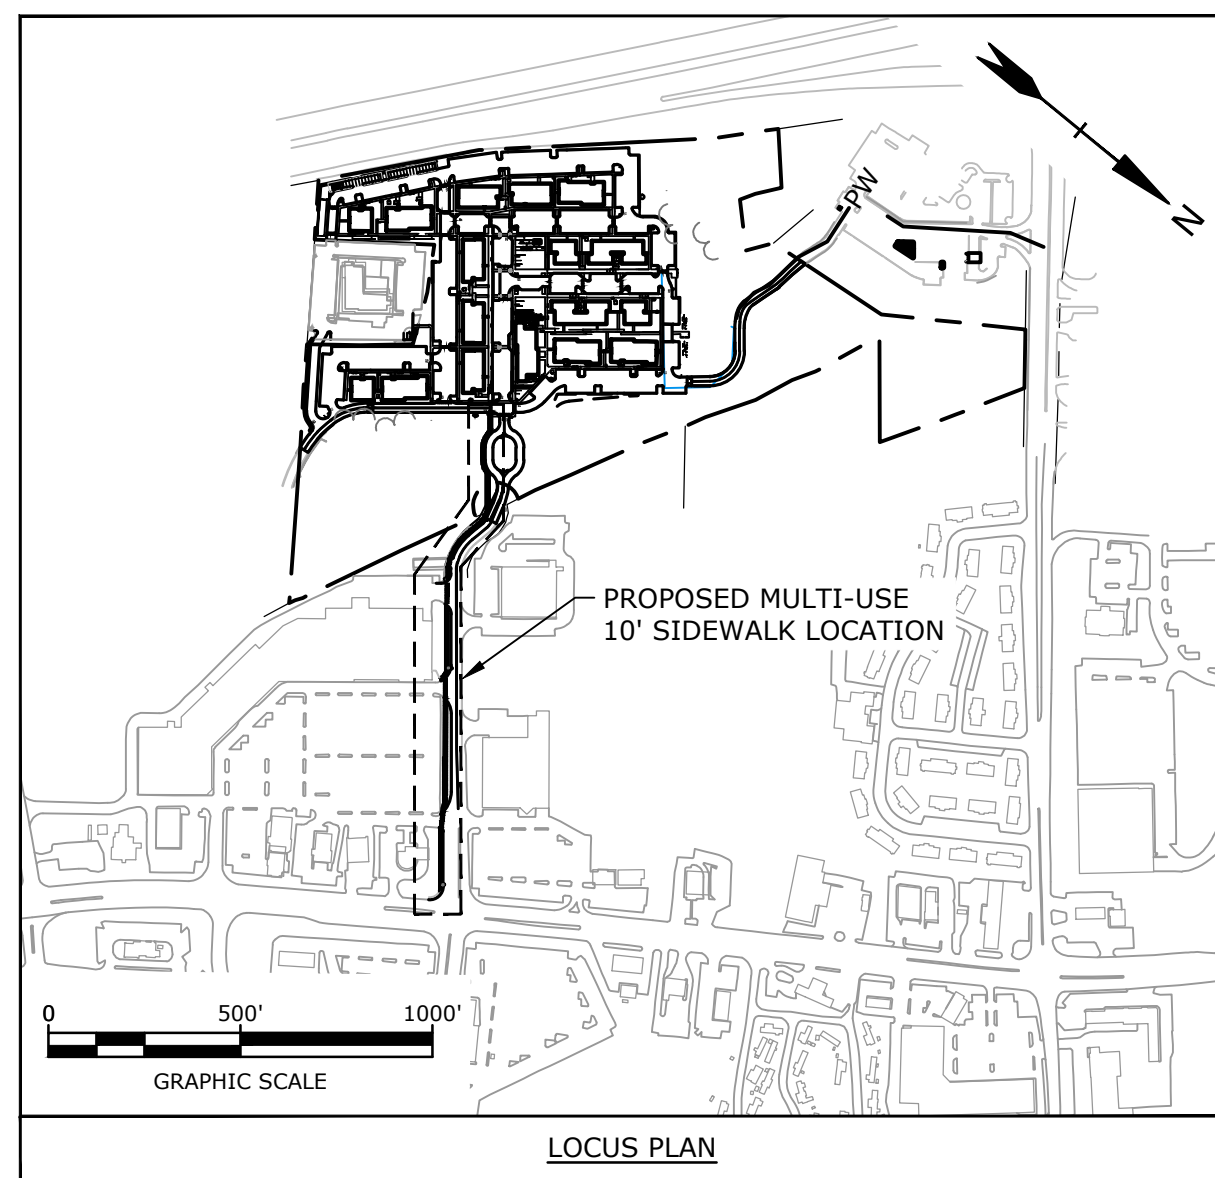 N
PW
PROPOSED MULTI-USE
10' SIDEWALK LOCATION
0 500' 1000'
GRAPHIC SCALE
LOCUS PLAN